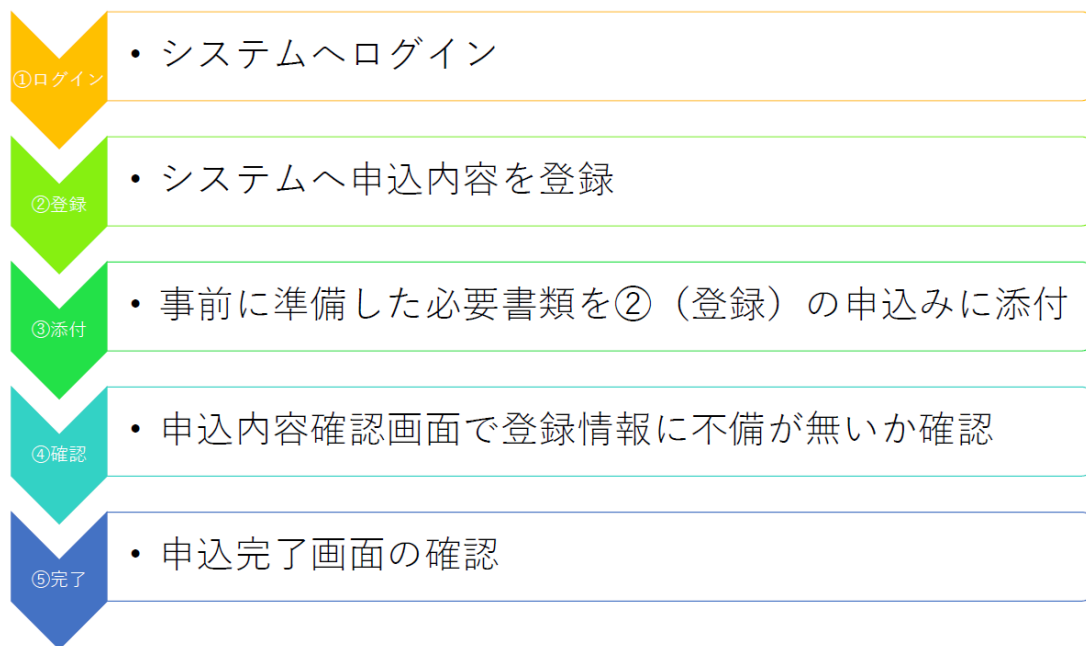 ①ログイン
• システムへログイン
②登録
• システムへ申込内容を登録
③添付
• 事前に準備した必要書類を②（登録）の申込みに添付
④確認
• 申込内容確認画面で登録情報に不備が無いか確認
⑤完了
• 申込完了画面の確認